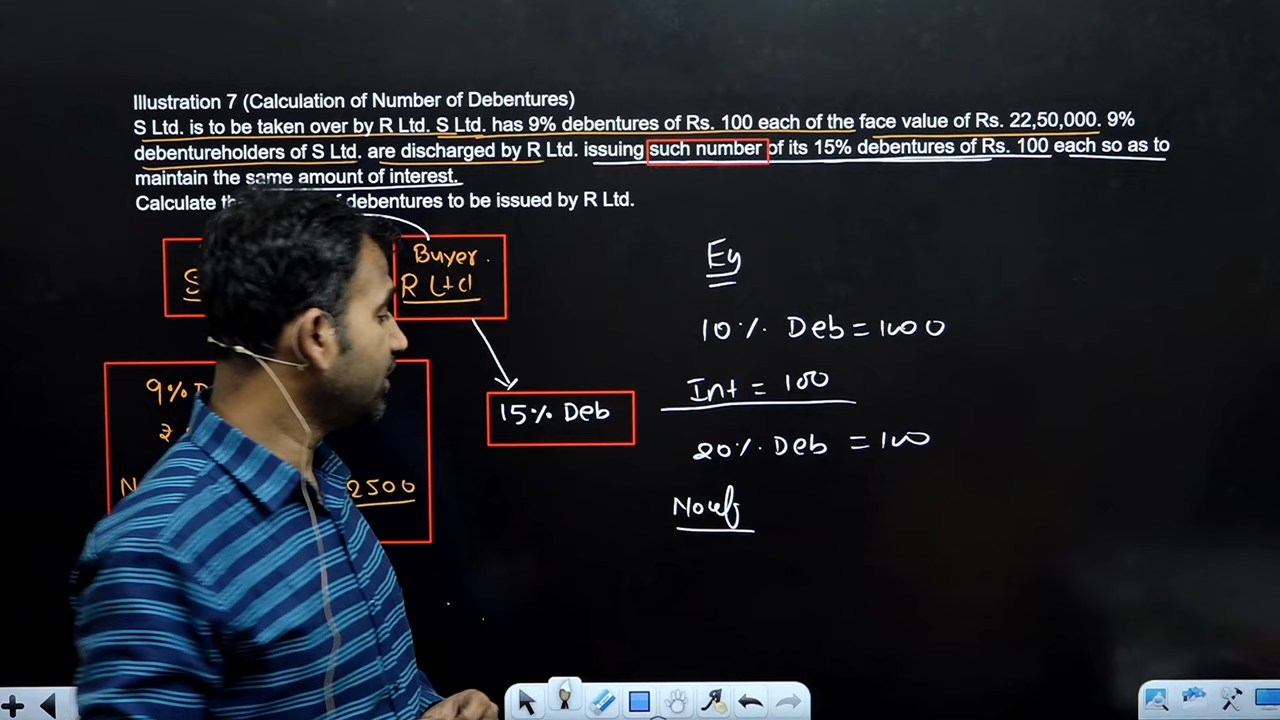 Illustration 7 (Calculation of Number of Debentures)
S Ltd. is to be taken over by R Ltd. S Ltd. has 9% debentures of Rs. 100 each of the face value of Rs. 22,50,000. 9%
debentureholders of S Ltd. are discharged by R Ltd. issuing such number of its 15% debentures of Rs. 100 each so as to
maintain the same amount of interest.
Calculate debentures to be issued by R Ltd.
Buyer
S R Ltd
9% D
2500
15% Deb
Eg
10% Deb = 1000
Int = 100
20% Deb = 100